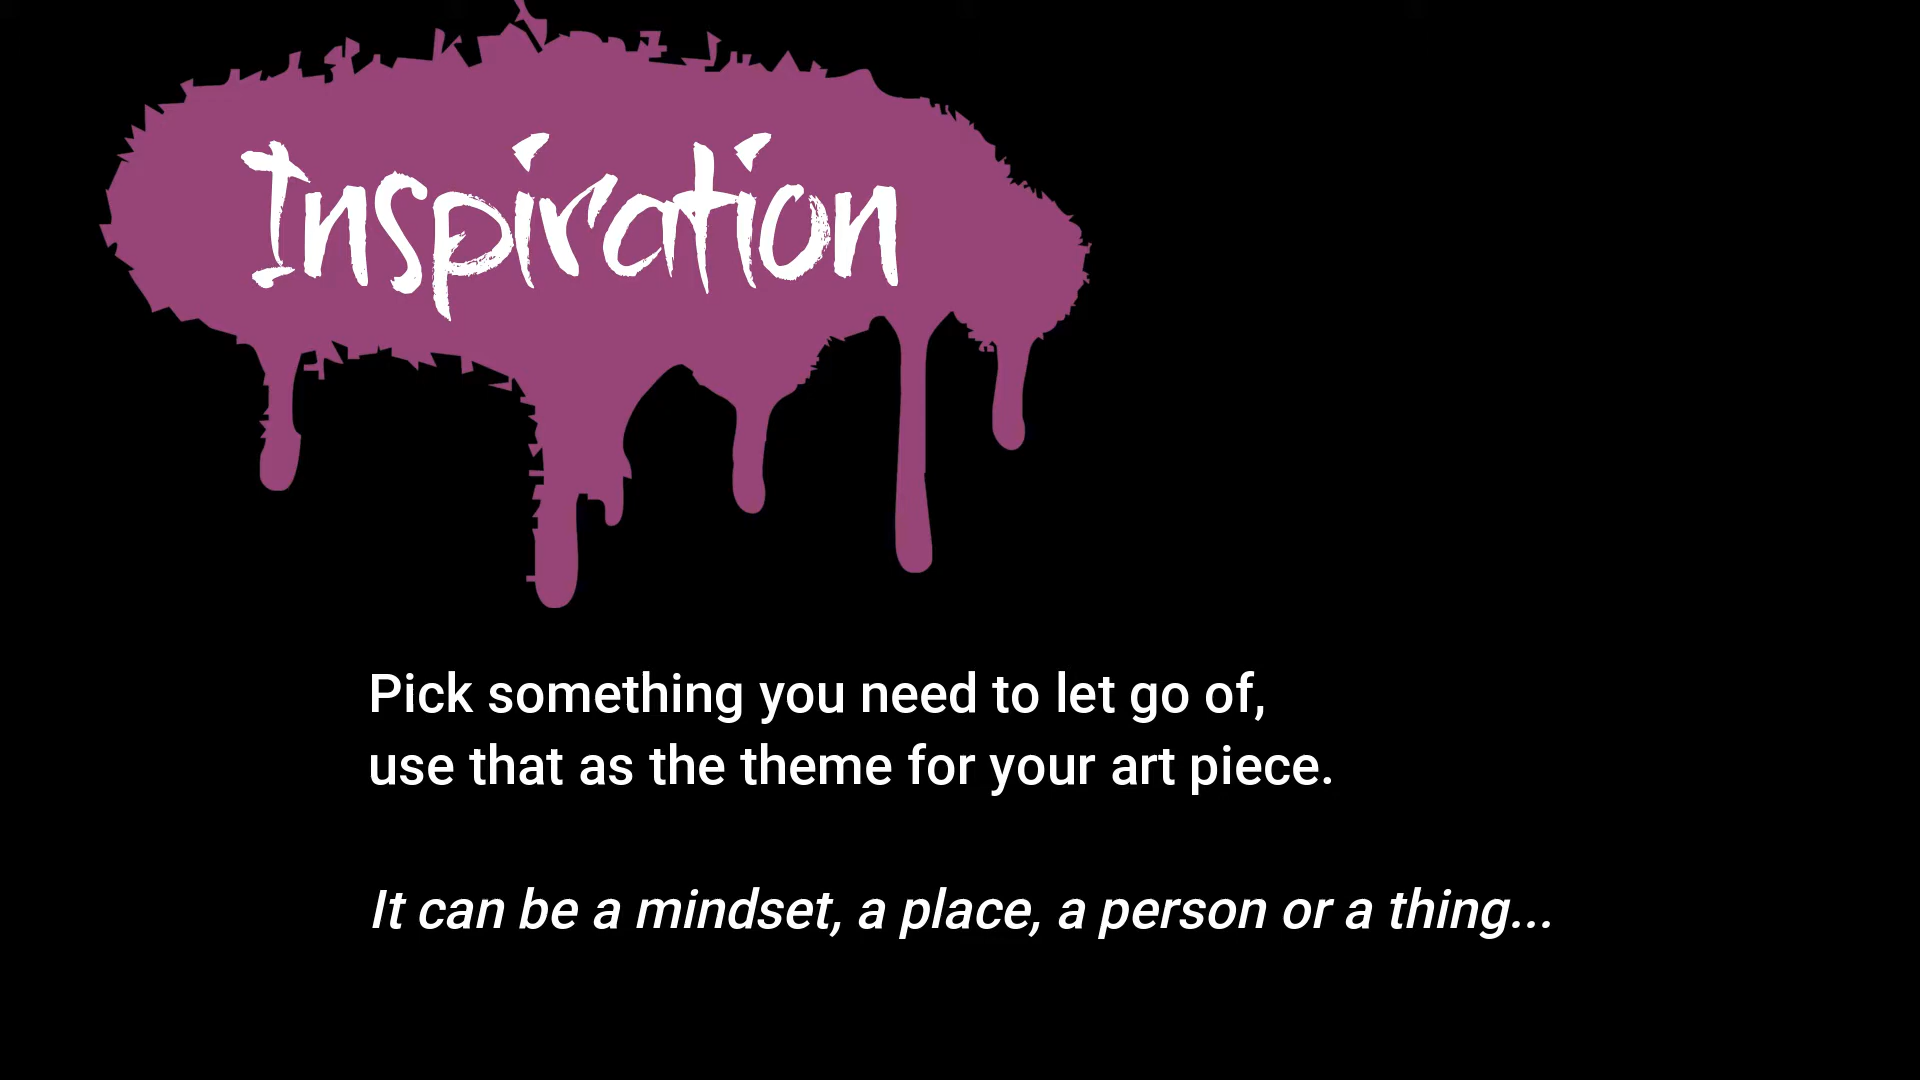 Inspiration
Pick something you need to let go of,
use that as the theme for your art piece.
It can be a mindset, a place, a person or a thing...